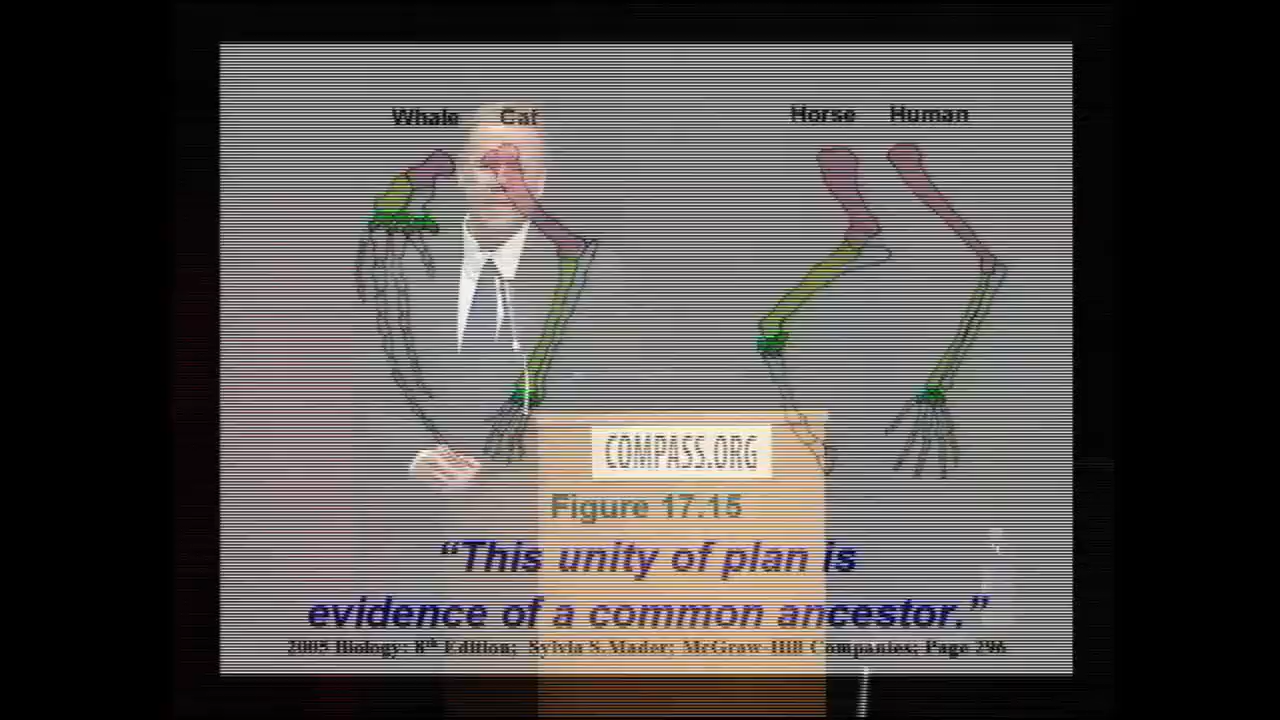 Whale Cat Horse Human
COMPASS.ORG
Figure 17.15
“This unity of plan is
evidence of a common ancestor.”
2005 Biology: 8th Edition; Sylvia S. Mader; McGraw-Hill Companies; Page 296